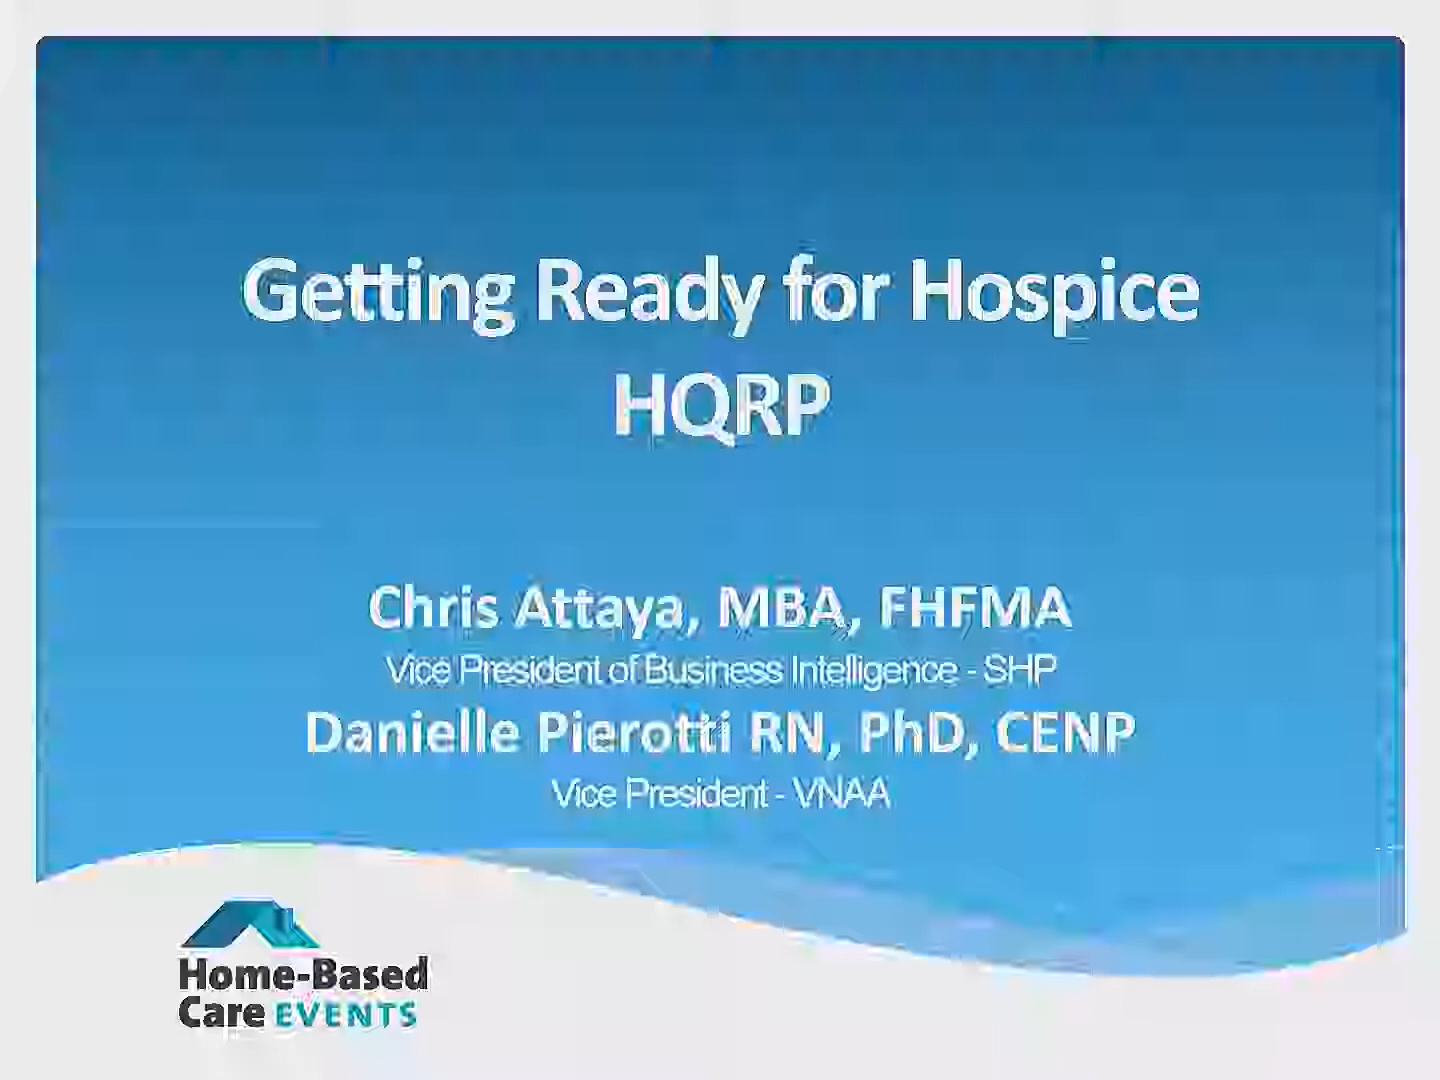 Getting Ready for Hospice
HQRP
Chris Attaya, MBA, FHFMA
Vice President of Business Intelligence - SHP
Danielle Pierotti RN, PhD, CENP
Vice President - VNAA
Home-Based
Care EVENTS